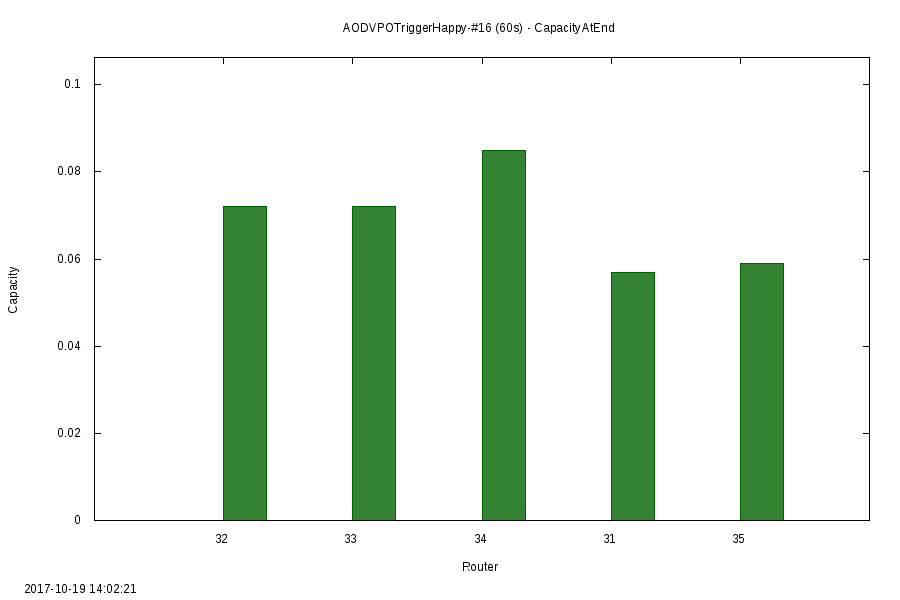 AODVPOTriggerHappy-#16 (60s) - CapacityAtEnd
0.1
0.08
0.06
0.04
0.02
0
Capacity
32 33 34 31 35
Router
2017-10-19 14:02:21